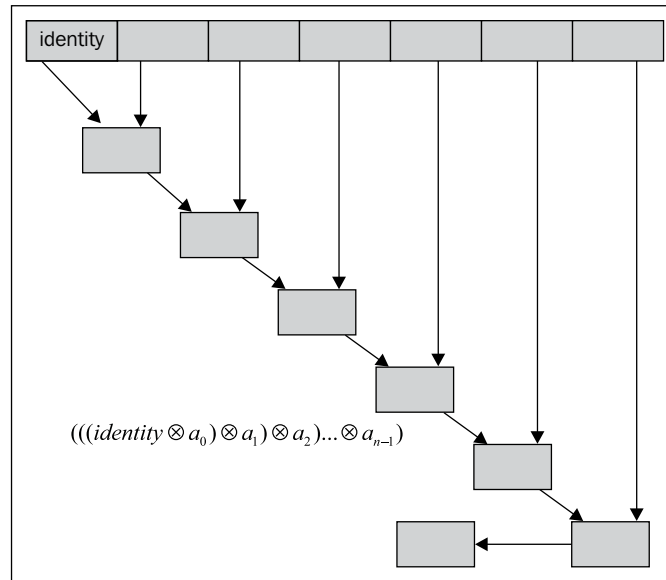 identity
(((identity ⊗ a₀) ⊗ a₁) ⊗ a₂)... ⊗ aₙ₋₁)